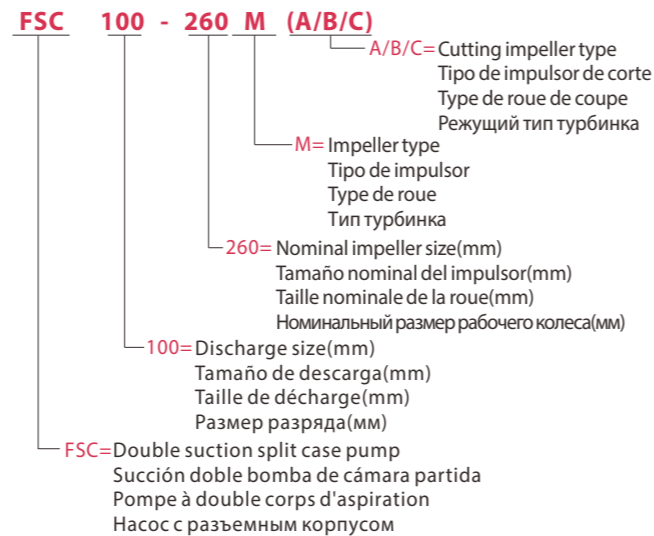 FSC 100 - 260 M (A/B/C)
A/B/C= Cutting impeller type
Tipo de impulsor de corte
Type de roue de coupe
Режущий тип турбинка
M= Impeller type
Tipo de impulsor
Type de roue
Тип турбинка
260= Nominal impeller size(mm)
Tamaño nominal del impulsor(mm)
Taille nominale de la roue(mm)
Номинальный размер рабочего колеса(мм)
100= Discharge size(mm)
Tamaño de descarga(mm)
Taille de décharge(mm)
Размер разряда(мм)
FSC=Double suction split case pump
Succión doble bomba de cámara partida
Pompe à double corps d'aspiration
Насос с разъемным корпусом